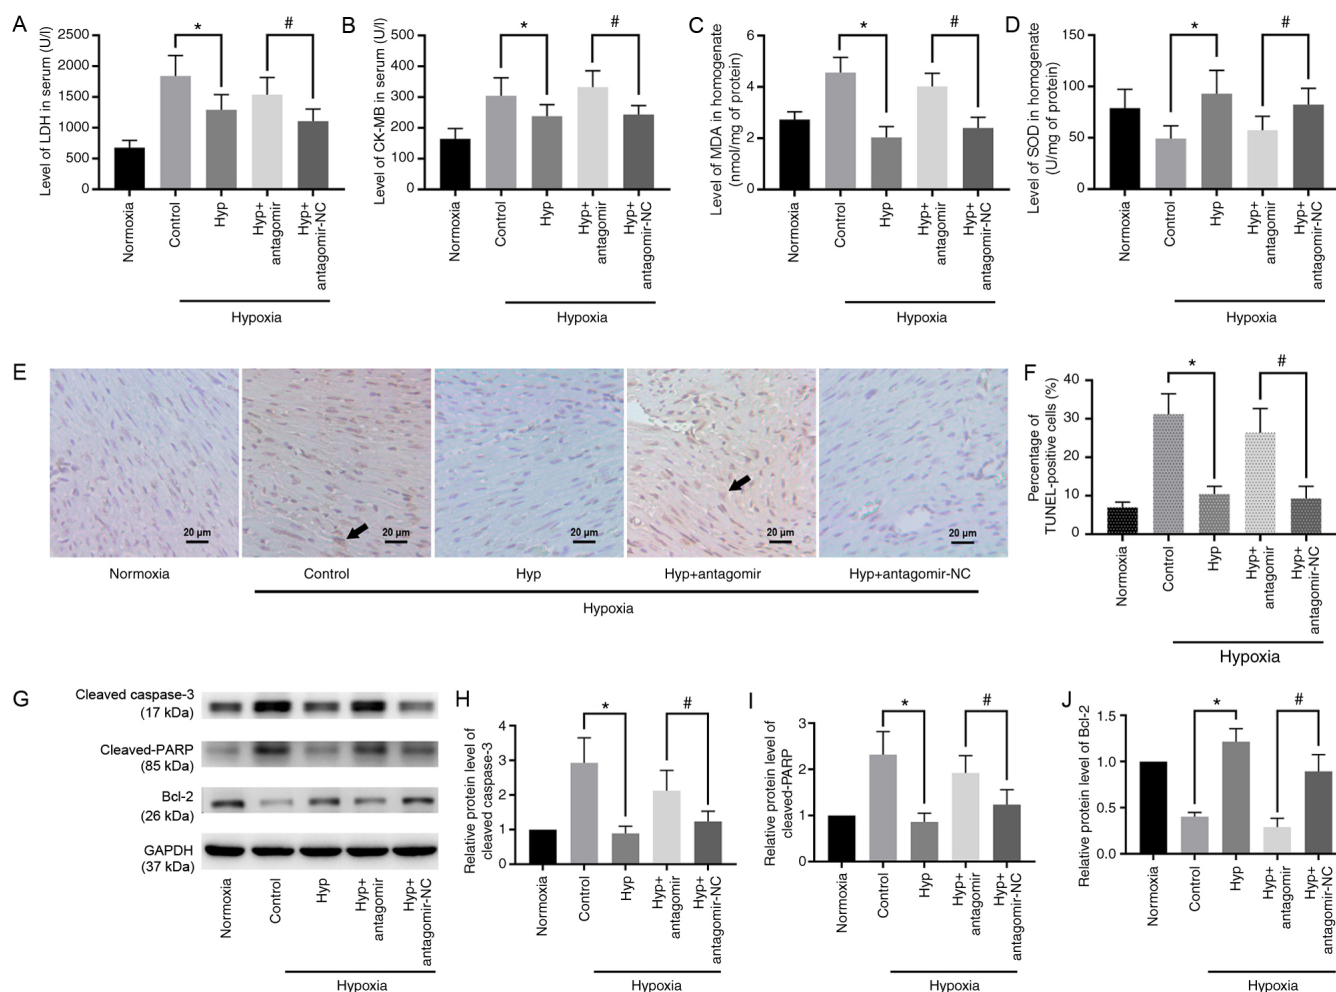 A
Level of LDH in serum (U/l)
2500
2000
1500
1000
500
0
*
#
Normoxia
Control
Hyp
Hyp+
antagomir
Hyp+
antagomir-NC
Hypoxia
B
Level of CK-MB in serum (U/l)
500
400
300
200
100
0
*
#
Normoxia
Control
Hyp
Hyp+
antagomir
Hyp+
antagomir-NC
Hypoxia
C
Level of MDA in homogenate
(nmol/mg of protein)
6
4
2
0
*
#
Normoxia
Control
Hyp
Hyp+
antagomir
Hyp+
antagomir-NC
Hypoxia
D
Level of SOD in homogenate
(U/mg of protein)
150
100
50
0
*
#
Normoxia
Control
Hyp
Hyp+
antagomir
Hyp+
antagomir-NC
Hypoxia
E
20 μm
20 μm
20 μm
20 μm
20 μm
Normoxia
Control
Hyp
Hyp+antagomir
Hyp+antagomir-NC
Hypoxia
F
Percentage of
TUNEL-positive cells (%)
40
30
20
10
0
*
#
Normoxia
Control
Hyp
Hyp+
antagomir
Hyp+
antagomir-NC
Hypoxia
G
Cleaved caspase-3
(17 kDa)
Cleaved-PARP
(85 kDa)
Bcl-2
(26 kDa)
GAPDH
(37 kDa)
Normoxia
Control
Hyp
Hyp+
antagomir
Hyp+
antagomir-NC
Hypoxia
H
Relative protein level of
cleaved caspase-3
4
3
2
1
0
*
#
Normoxia
Control
Hyp
Hyp+
antagomir
Hyp+
antagomir-NC
Hypoxia
I
Relative protein level of
cleaved-PARP
3
2
1
0
*
#
Normoxia
Control
Hyp
Hyp+
antagomir
Hyp+
antagomir-NC
Hypoxia
J
Relative protein level of Bcl-2
1.5
1.0
0.5
0.0
*
#
Normoxia
Control
Hyp
Hyp+
antagomir
Hyp+
antagomir-NC
Hypoxia